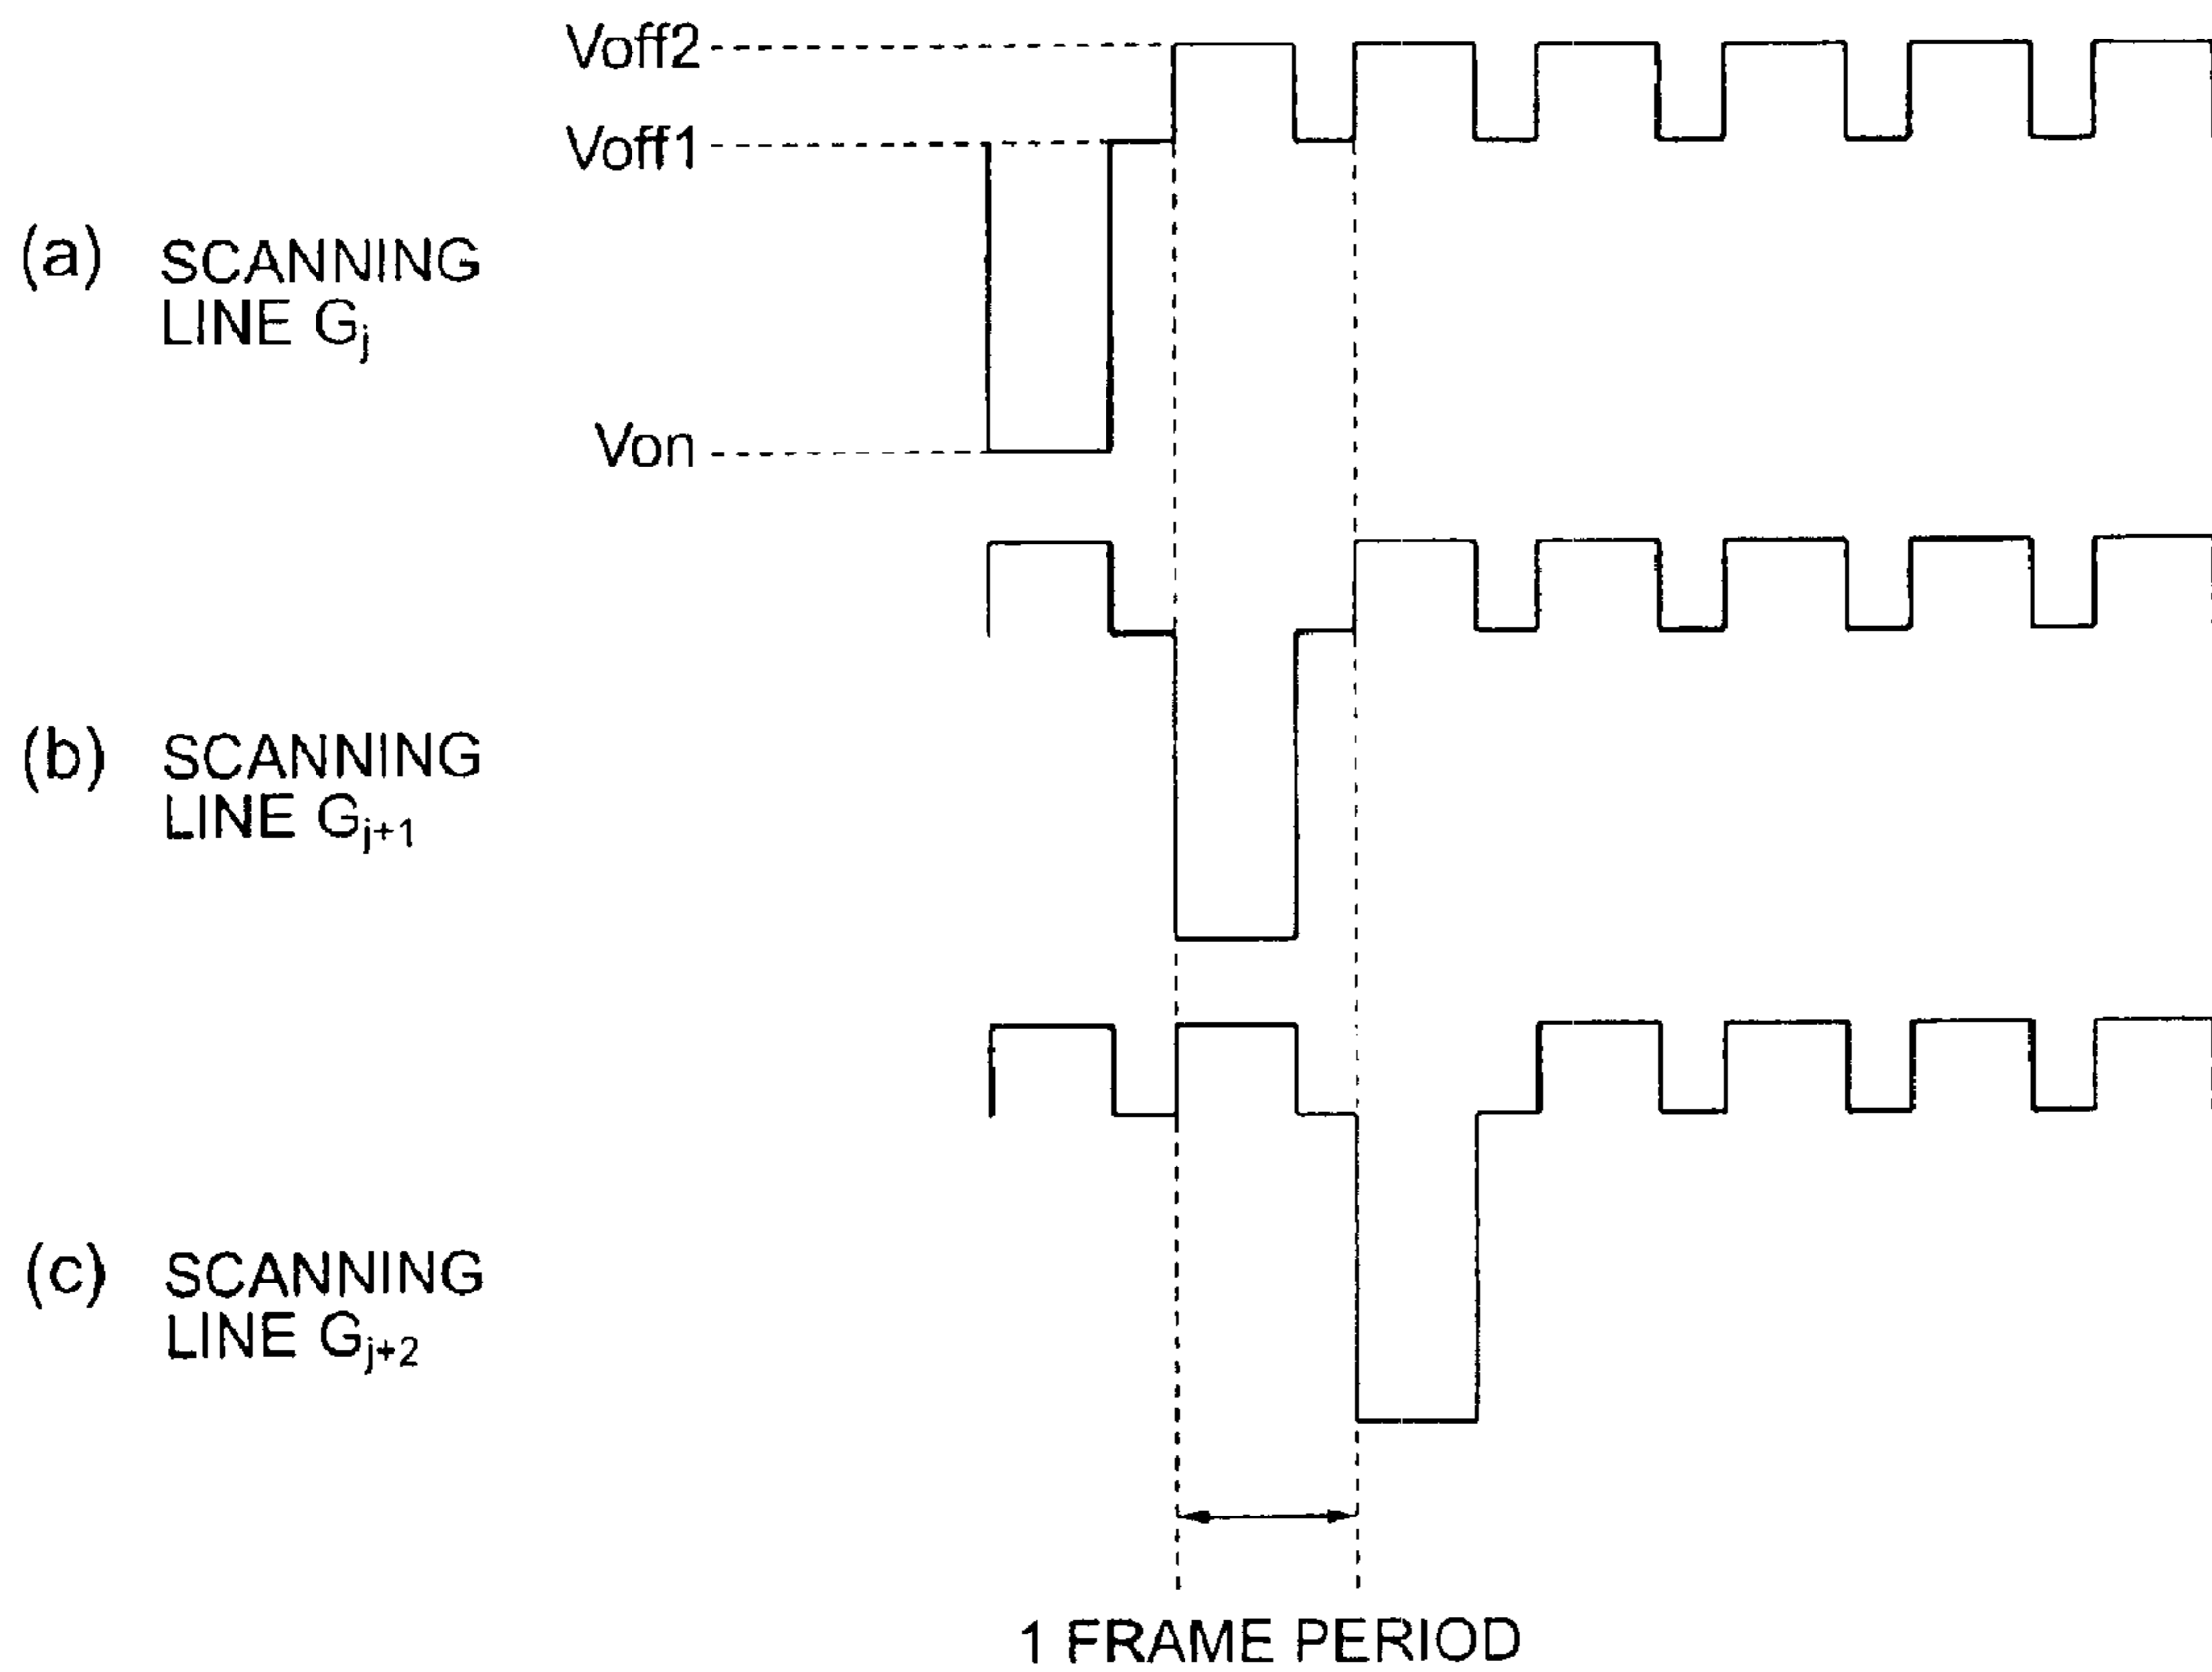 Voff2
Voff1
(a) SCANNING
LINE Gj
Von
(b) SCANNING
LINE Gj+1
(c) SCANNING
LINE Gj+2
1 FRAME PERIOD